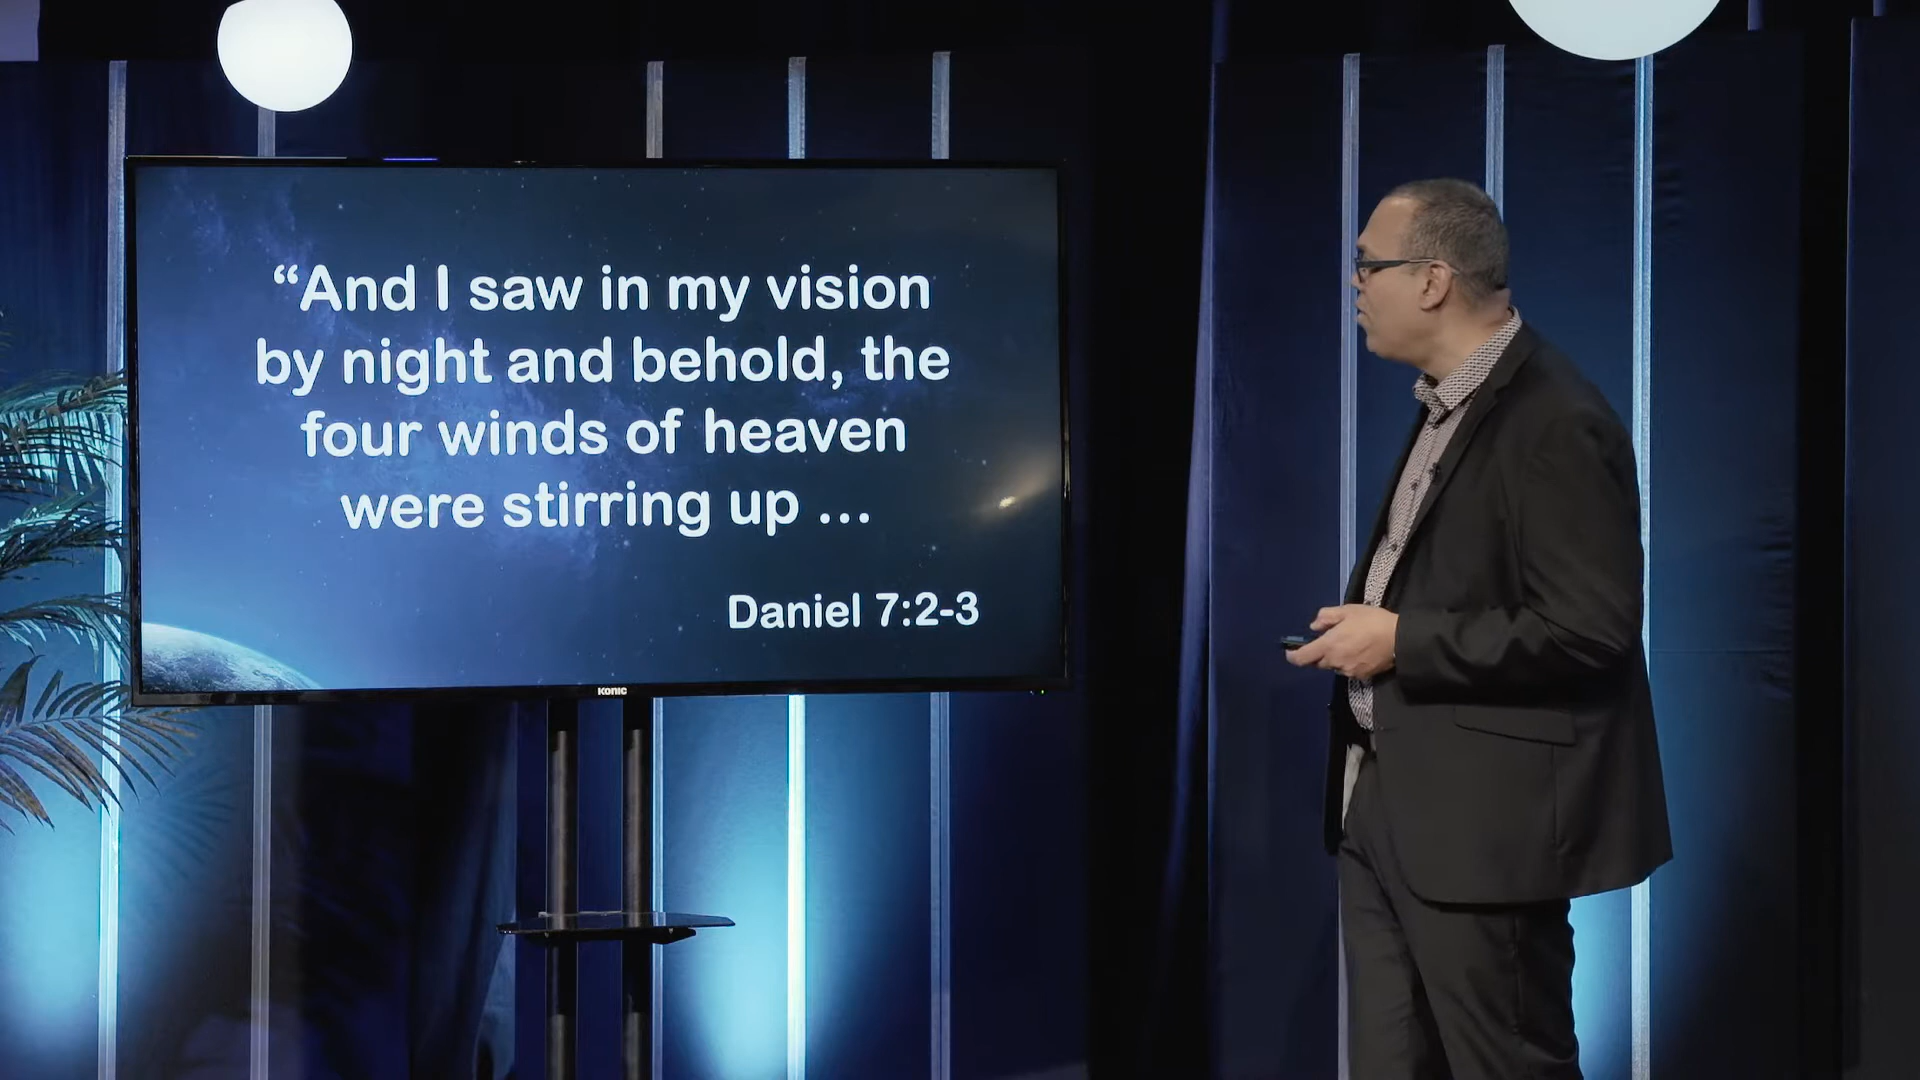 “And I saw in my vision
by night and behold, the
four winds of heaven
were stirring up ...
Daniel 7:2-3
KONIC